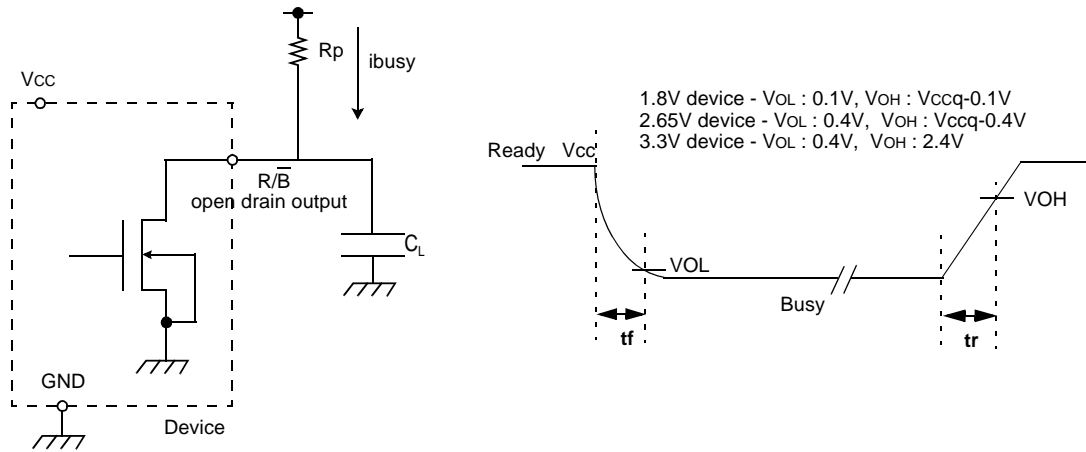 Rp
ibusy
VCC
R/B̅
open drain output
CL
GND
Device
1.8V device - VOL : 0.1V, VOH : VCCq-0.1V
2.65V device - VOL : 0.4V, VOH : Vccq-0.4V
3.3V device - VOL : 0.4V, VOH : 2.4V
Ready Vcc
VOH
VOL
Busy
tf
tr